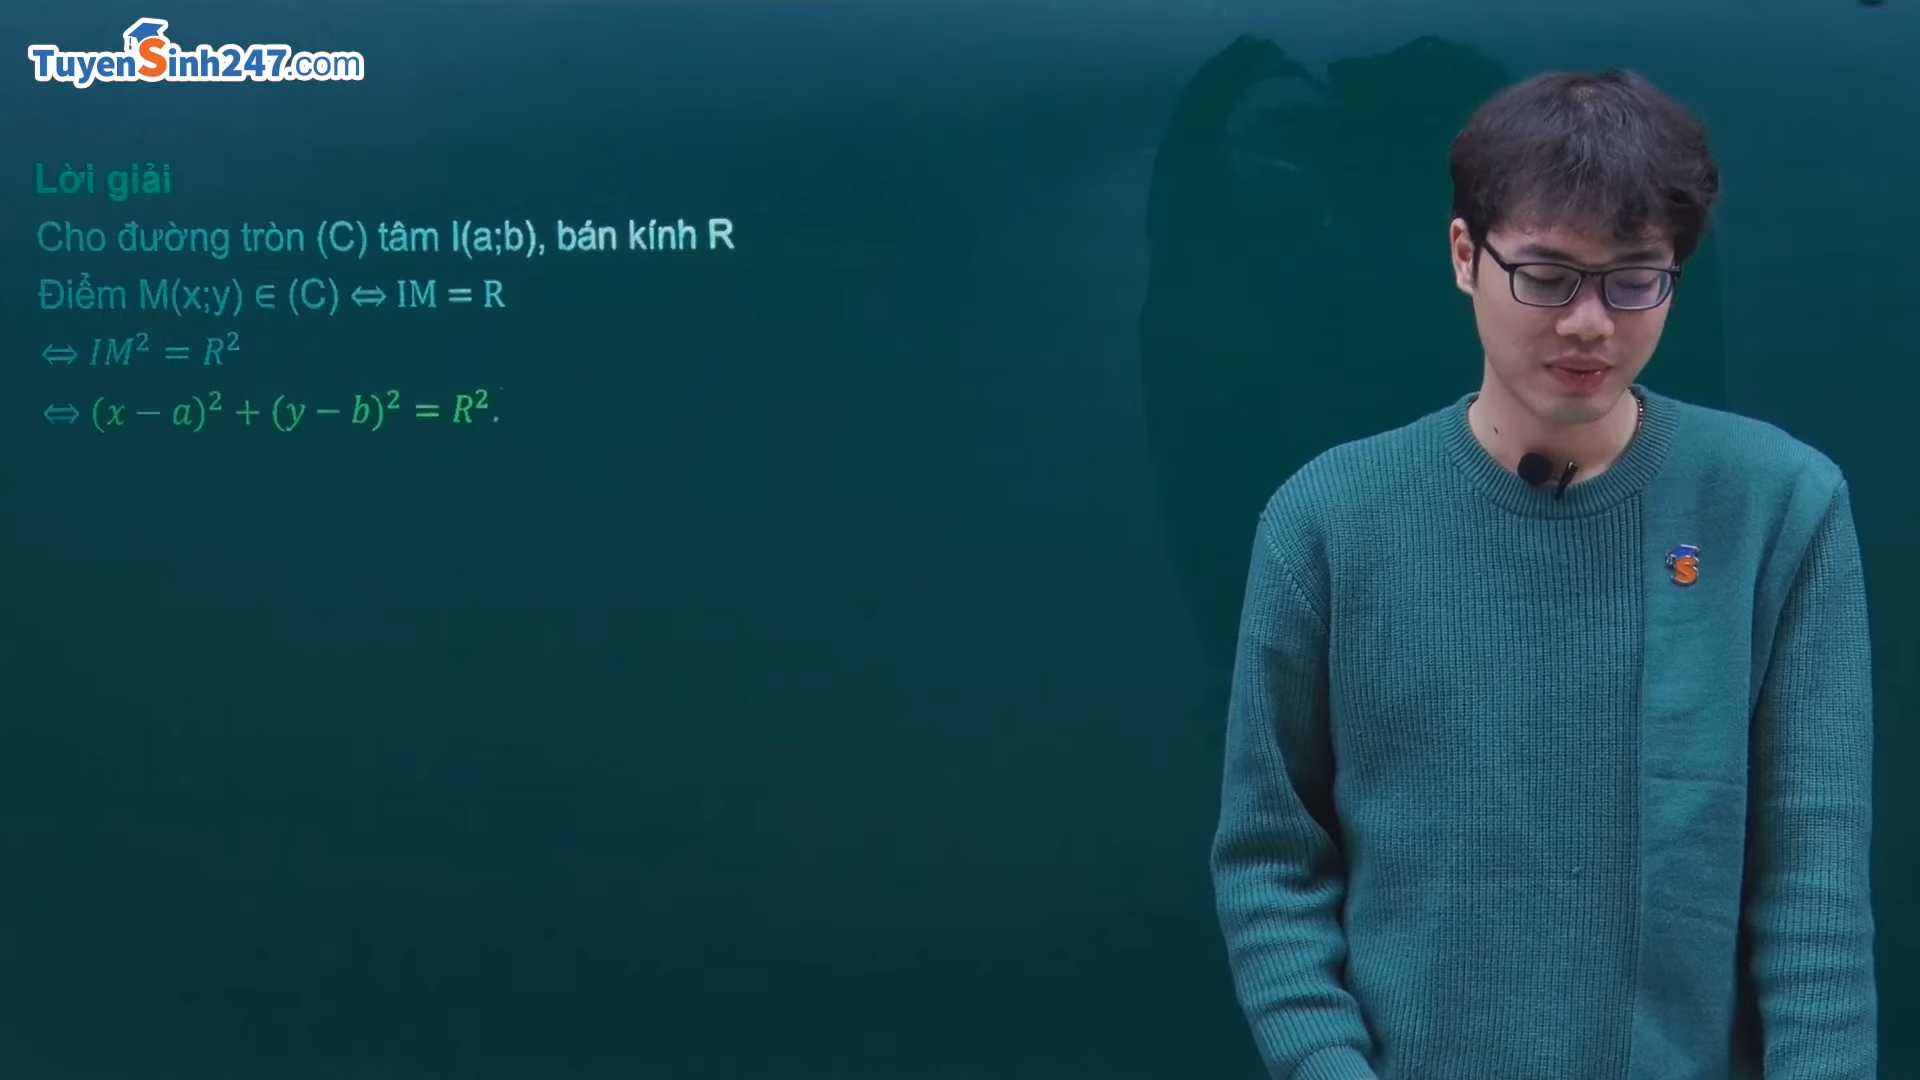 TuyenSinh247.com
Lời giải
Cho đường tròn (C) tâm I(a;b), bán kính R
Điểm M(x;y) ∈ (C) ⇔ IM = R
⇔ IM² = R²
⇔ (x − a)² + (y − b)² = R².
S